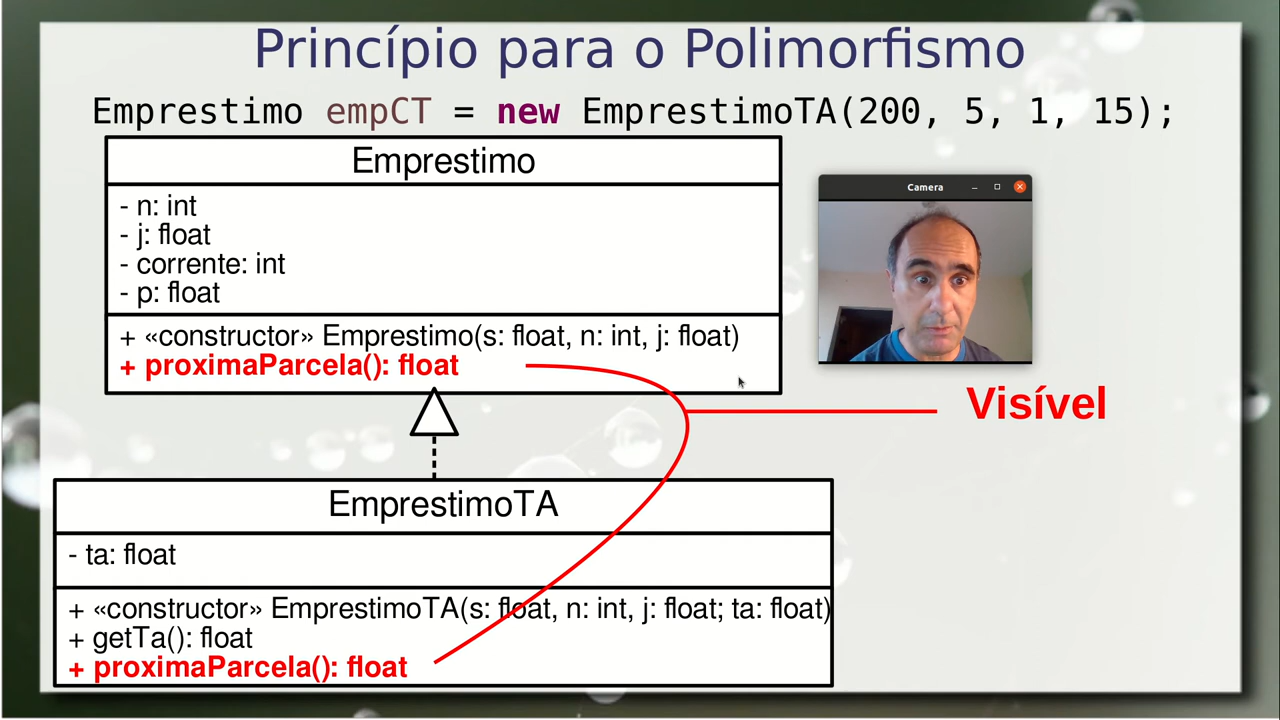 Princípio para o Polimorfismo
Emprestimo empCT = new EmprestimoTA(200, 5, 1, 15);
Emprestimo
- n: int
- j: float
- corrente: int
- p: float
+ «constructor» Emprestimo(s: float, n: int, j: float)
+ proximaParcela(): float
Camera
Visível
EmprestimoTA
- ta: float
+ «constructor» EmprestimoTA(s: float, n: int, j: float; ta: float)
+ getTa(): float
+ proximaParcela(): float